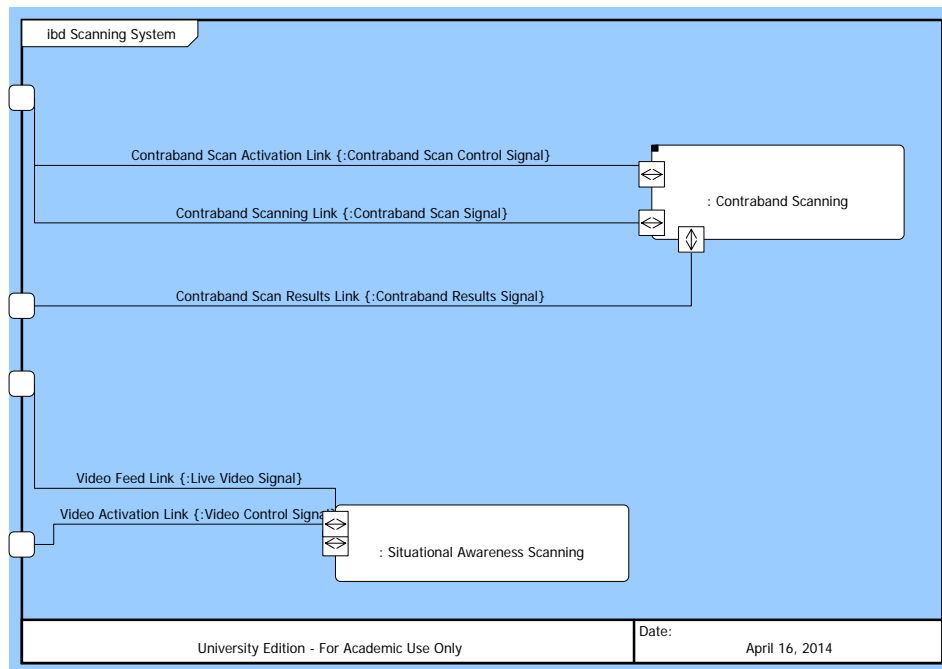 ibd Scanning System
Contraband Scan Activation Link {:Contraband Scan Control Signal}
Contraband Scanning Link {:Contraband Scan Signal}
: Contraband Scanning
Contraband Scan Results Link {:Contraband Results Signal}
Video Feed Link {:Live Video Signal}
Video Activation Link {:Video Control Signal}
: Situational Awareness Scanning
University Edition - For Academic Use Only
Date:
April 16, 2014